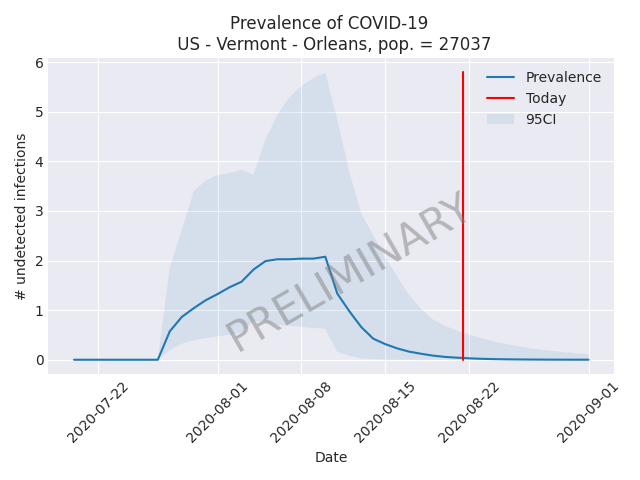 Prevalence of COVID-19
US - Vermont - Orleans, pop. = 27037
6
5
4
3
2
1
0
# undetected infections
Prevalence
Today
95CI
PRELIMINARY
2020-07-22
2020-08-01
2020-08-08
2020-08-15
2020-08-22
2020-09-01
Date